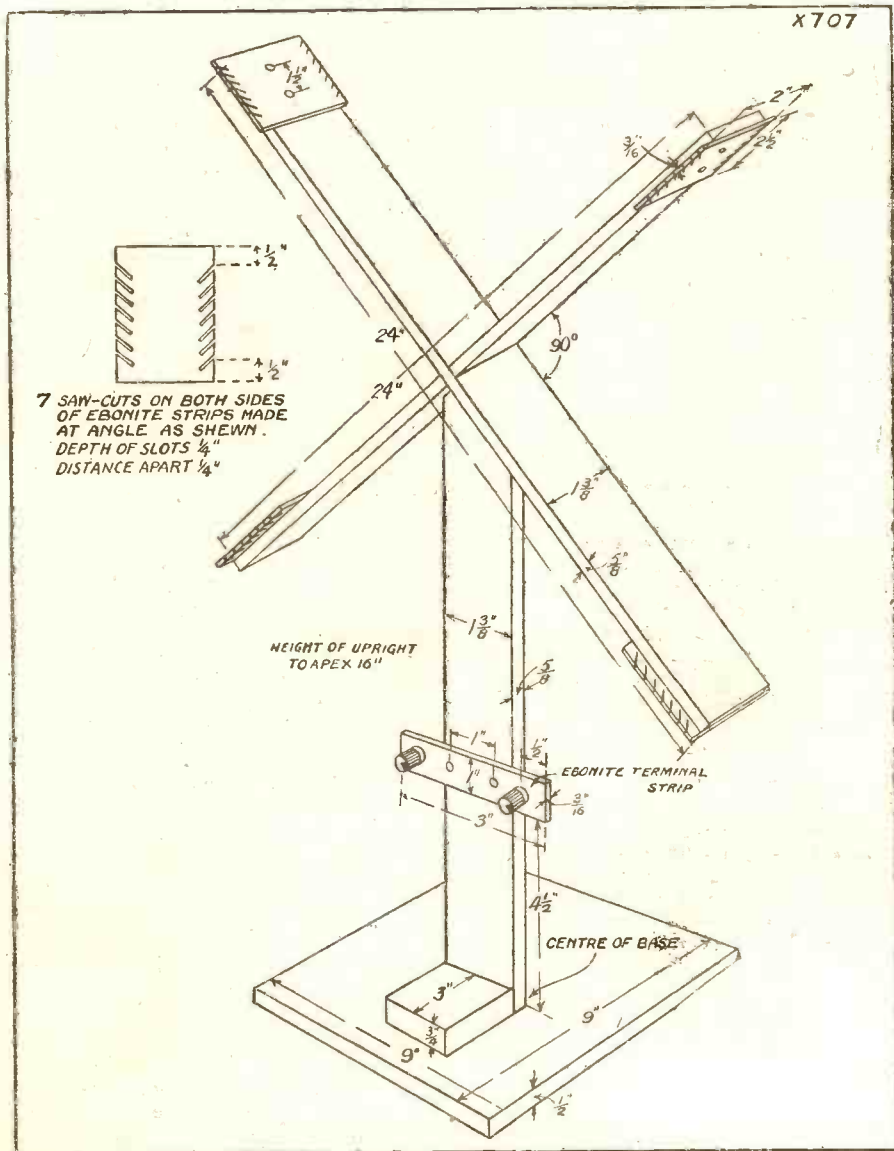 X707
1/2"
2"
2 1/2"
3/16"
1/2"
1/2"
24"
24"
90°
7 SAW-CUTS ON BOTH SIDES
OF EBONITE STRIPS MADE
AT ANGLE AS SHEWN.
DEPTH OF SLOTS 1/4"
DISTANCE APART 1/4"
1 3/8"
5/8"
1 3/8"
HEIGHT OF UPRIGHT
TO APEX 16"
5/8
1"
1/2"
1"
EBONITE TERMINAL
STRIP
3/16"
3"
4 1/2"
CENTRE OF BASE
3"
3/4"
9"
9"
1/2"